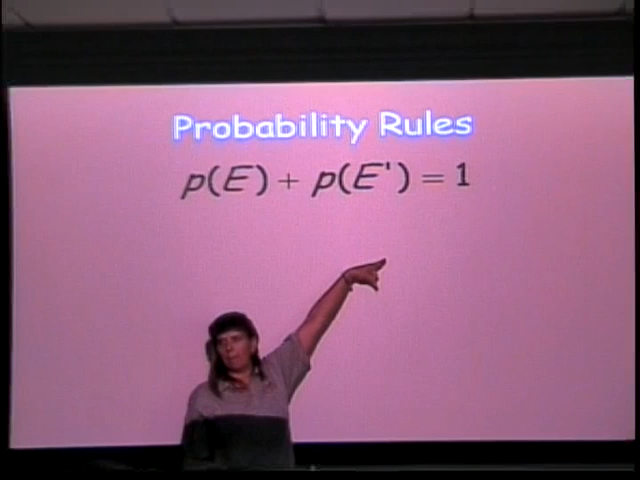 Probability Rules
p(E) + p(E') = 1